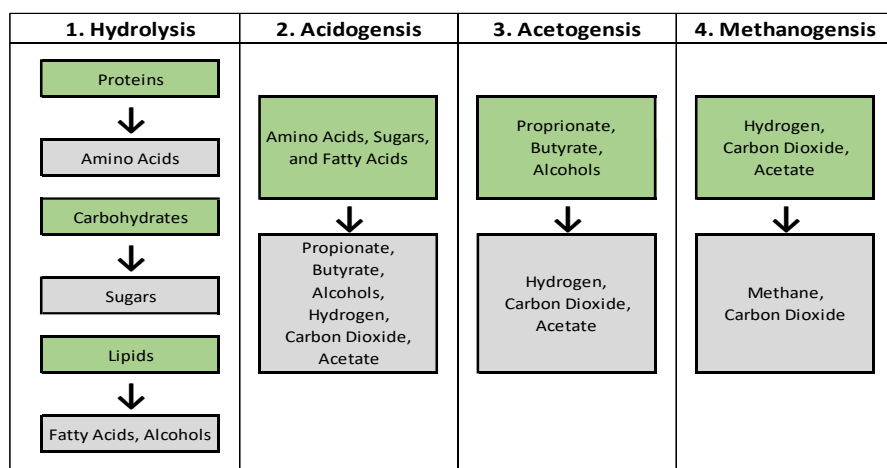 1. Hydrolysis
Proteins
Amino Acids
Carbohydrates
Sugars
Lipids
Fatty Acids, Alcohols
2. Acidogensis
Amino Acids, Sugars,
and Fatty Acids
Propionate,
Butyrate,
Alcohols,
Hydrogen,
Carbon Dioxide,
Acetate
3. Acetogensis
Proprionate,
Butyrate,
Alcohols
Hydrogen,
Carbon Dioxide,
Acetate
4. Methanogensis
Hydrogen,
Carbon Dioxide,
Acetate
Methane,
Carbon Dioxide